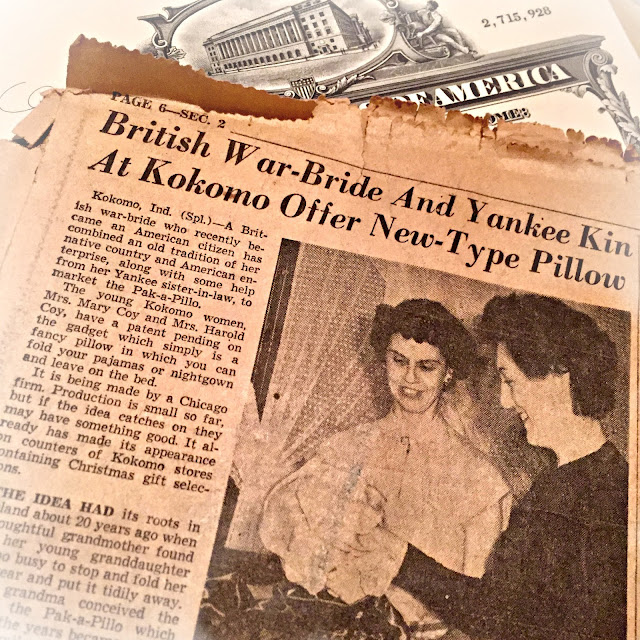 2,715,928
OF AMERICA
PAGE 6—SEC. 2
British War-Bride And Yankee Kin
At Kokomo Offer New-Type Pillow
Kokomo, Ind. (Spl.)—A Brit-
ish war-bride who recently be-
came an American citizen has
combined an old tradition of her
native country and American en-
terprise, along with some help
from her Yankee sister-in-law, to
market the Pak-a-Pillo.
The young Kokomo women,
Mrs. Mary Coy and Mrs. Harold
Coy, have a patent pending on
the gadget which simply is a
fancy pillow in which you can
fold your pajamas or nightgown
and leave on the bed.
It is being made by a Chicago
firm. Production is small so far,
but if the idea catches on they
may have something good. It al-
ready has made its appearance
on counters of Kokomo stores
ontaining Christmas gift selec-
ons.
HE IDEA HAD its roots in
land about 20 years ago when
oughtful grandmother found
her young granddaughter
oo busy to stop and fold her
ear and put it tidily away.
grandma conceived the
the Pak-a-Pillo which
the years became